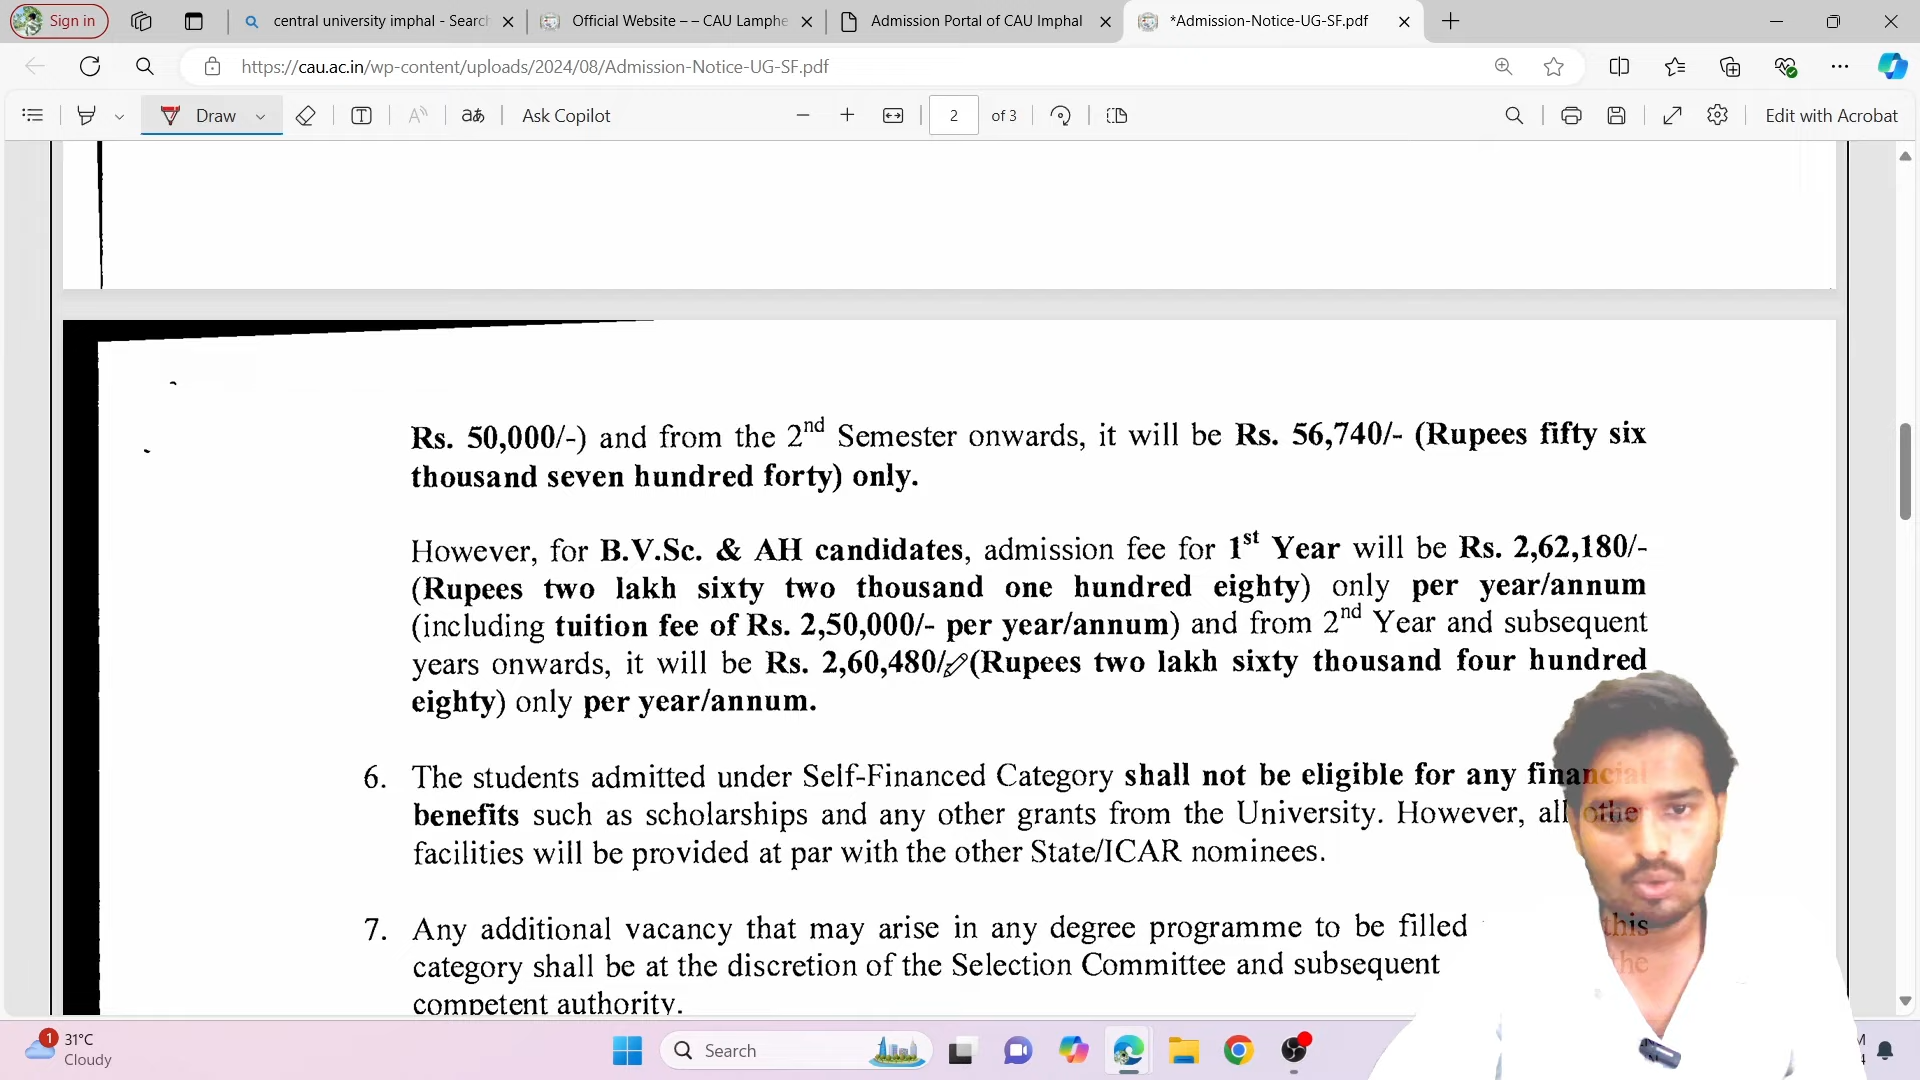 Sign in
central university imphal - Search
Official Website – – CAU Lamphe
Admission Portal of CAU Imphal
*Admission-Notice-UG-SF.pdf
https://cau.ac.in/wp-content/uploads/2024/08/Admission-Notice-UG-SF.pdf
Draw
aあ
Ask Copilot
2
of 3
Edit with Acrobat
Rs. 50,000/-) and from the 2nd Semester onwards, it will be Rs. 56,740/- (Rupees fifty six
thousand seven hundred forty) only.
However, for B.V.Sc. & AH candidates, admission fee for 1st Year will be Rs. 2,62,180/-
(Rupees two lakh sixty two thousand one hundred eighty) only per year/annum
(including tuition fee of Rs. 2,50,000/- per year/annum) and from 2nd Year and subsequent
years onwards, it will be Rs. 2,60,480/- (Rupees two lakh sixty thousand four hundred
eighty) only per year/annum.
6. The students admitted under Self-Financed Category shall not be eligible for any financial
benefits such as scholarships and any other grants from the University. However, all other
facilities will be provided at par with the other State/ICAR nominees.
7. Any additional vacancy that may arise in any degree programme to be filled this
category shall be at the discretion of the Selection Committee and subsequent the
competent authority.
1
31°C
Cloudy
Search